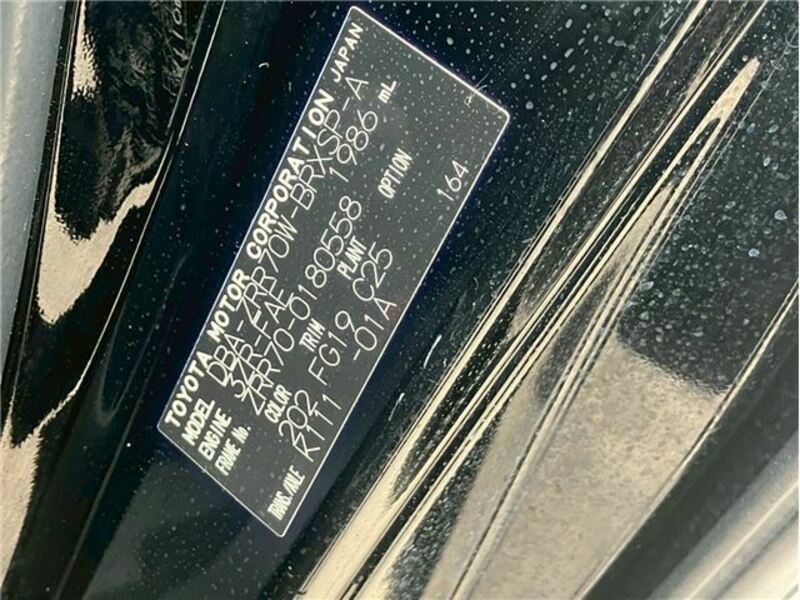 TOYOTA MOTOR CORPORATION JAPAN
MODEL DBA-ZRR70W-BRXSP-A
ENGINE 3ZR-FAE 1986 mL
FRAME No. ZRR70-0180558
COLOR TRIM PLANT OPTION
202 FG19 C25 164
TRANS./AXLE K111 -01A